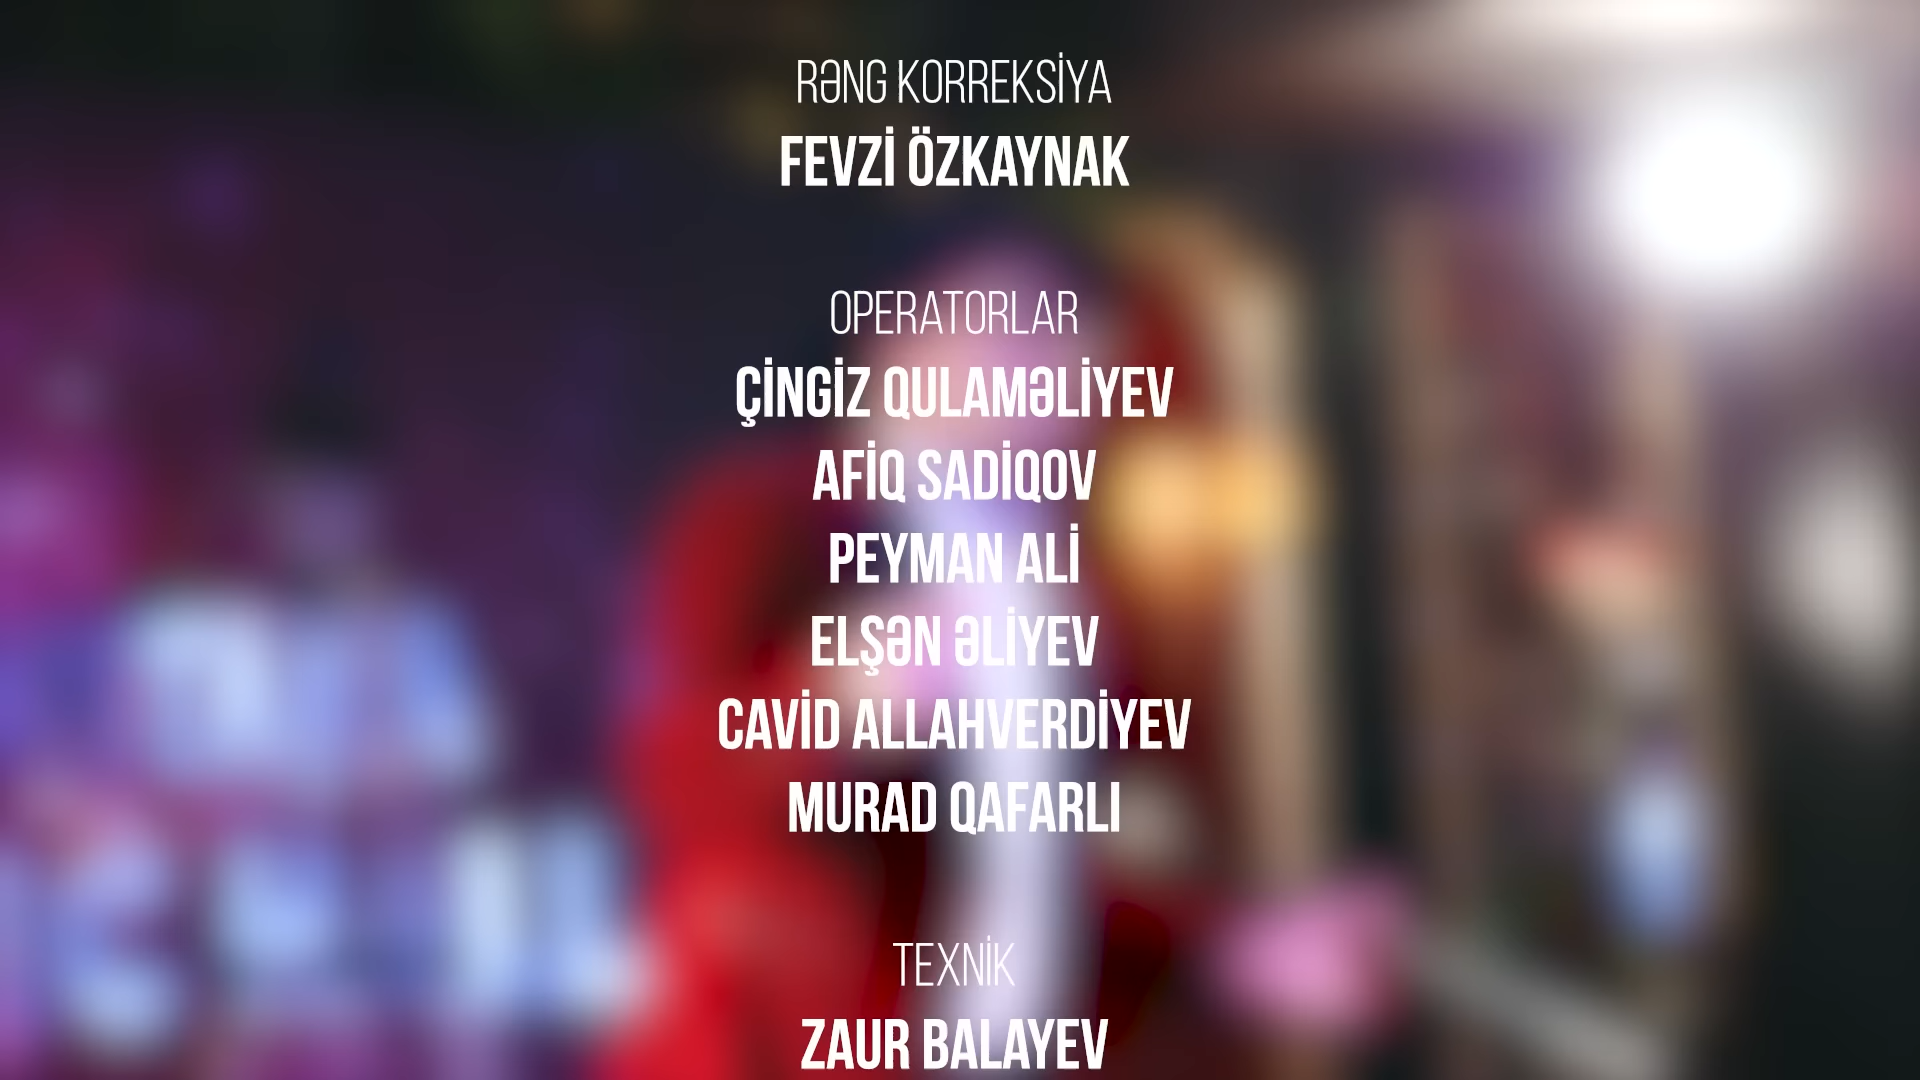 RƏNG KORREKSİYA
FEVZİ ÖZKAYNAK
OPERATORLAR
ÇİNGİZ QULAMƏLİYEV
AFİQ SADİQOV
PEYMAN ALİ
ELŞƏN ƏLİYEV
CAVİD ALLAHVERDİYEV
MURAD QAFARLI
TEXNİK
ZAUR BALAYEV